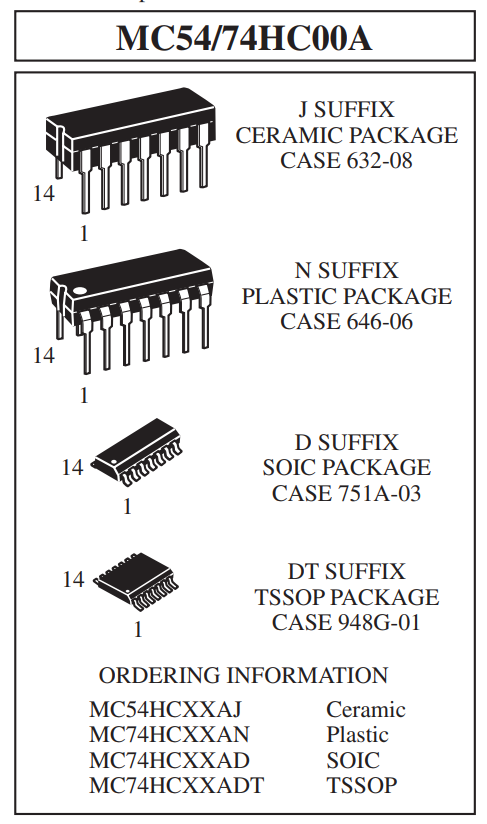 MC54/74HC00A
J SUFFIX
CERAMIC PACKAGE
CASE 632-08
14
1
N SUFFIX
PLASTIC PACKAGE
CASE 646-06
14
1
D SUFFIX
SOIC PACKAGE
CASE 751A-03
14
1
DT SUFFIX
TSSOP PACKAGE
CASE 948G-01
14
1
ORDERING INFORMATION
MC54HCXXAJ Ceramic
MC74HCXXAN Plastic
MC74HCXXAD SOIC
MC74HCXXADT TSSOP